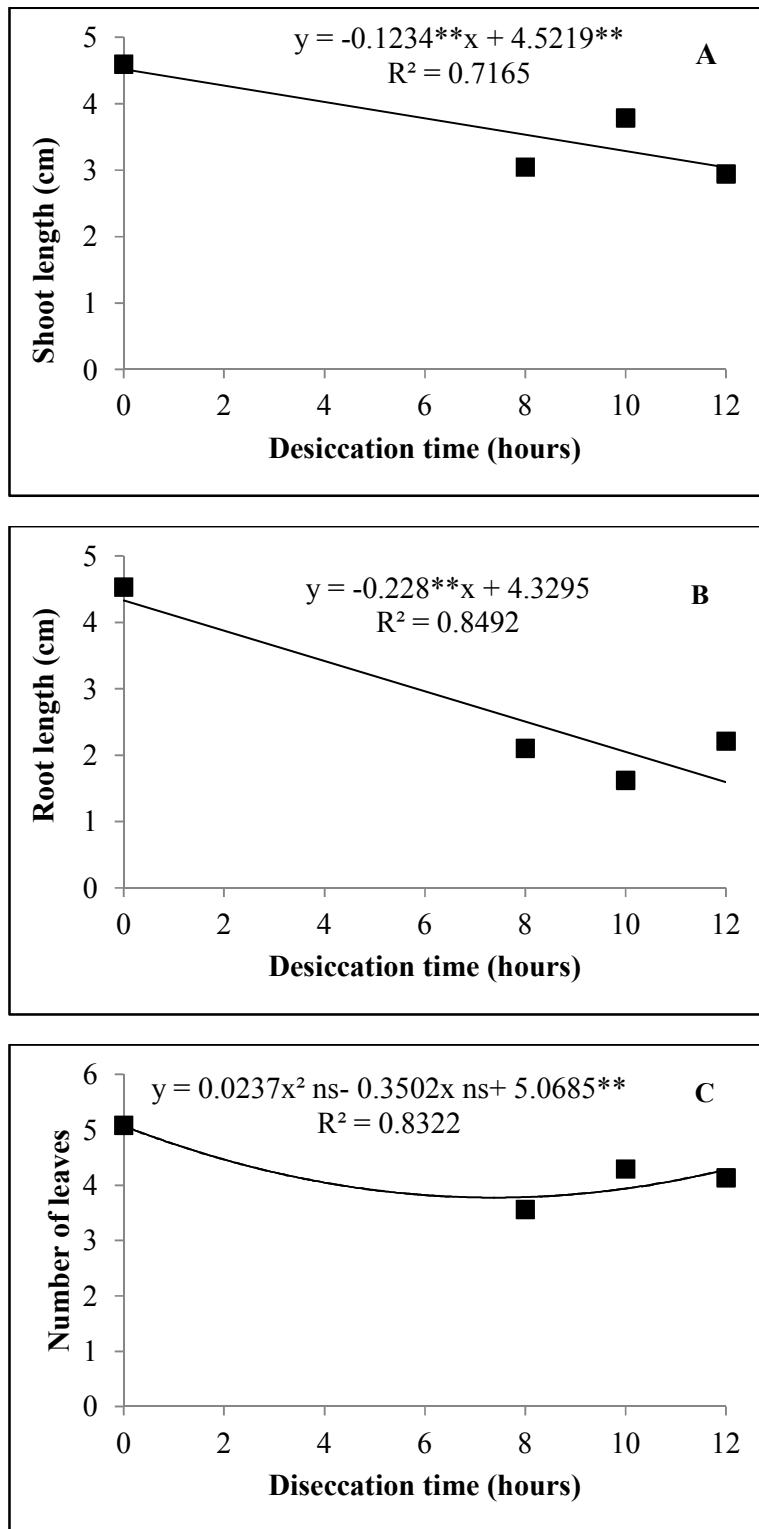 y = -0.1234**x + 4.5219**
R² = 0.7165
A
5
4
3
2
1
0
Shoot length (cm)
0 2 4 6 8 10 12
Desiccation time (hours)
y = -0.228**x + 4.3295
R² = 0.8492
B
5
4
3
2
1
0
Root length (cm)
0 2 4 6 8 10 12
Desiccation time (hours)
y = 0.0237x² ns- 0.3502x ns+ 5.0685**
R² = 0.8322
C
6
5
4
3
2
1
0
Number of leaves
0 2 4 6 8 10 12
Diseccation time (hours)